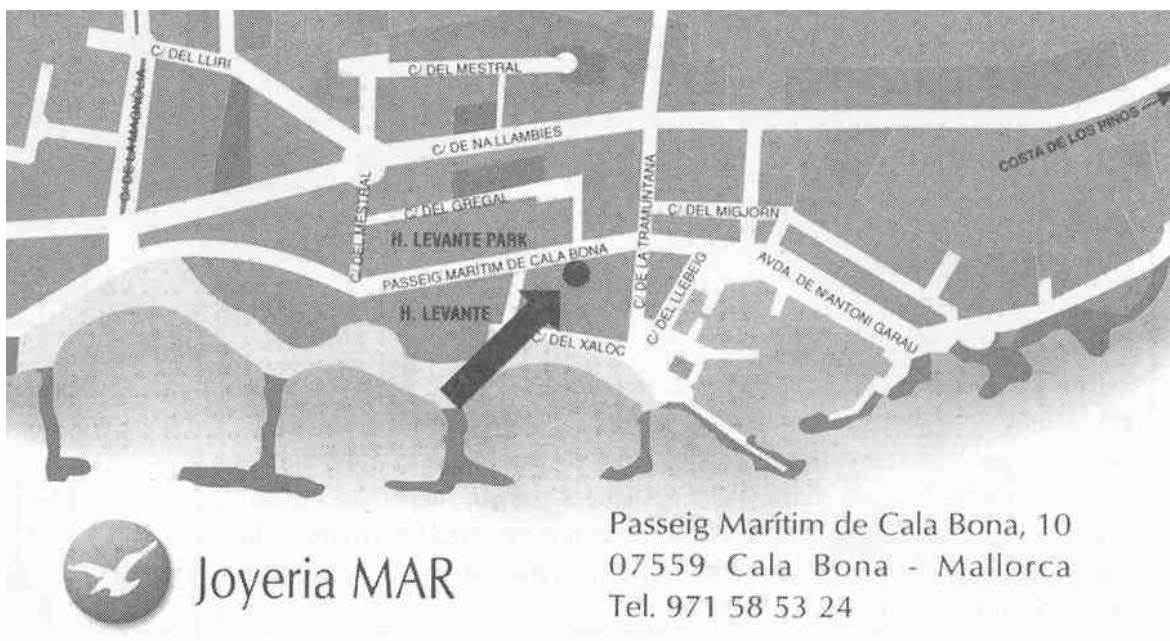 C/ DEL LLIRI
C/ DEL MESTRAL
C/ DE LA MAGNOLIA
C/ DE NA LLAMBIES
COSTA DE LOS PINOS
C/ DEL MESTRAL
C/ DEL GREGAL
C/ DE LA TRAMUNTANA
C/ DEL MIGJORN
H. LEVANTE PARK
PASSEIG MARÍTIM DE CALA BONA
C/ DEL LLEBEIG
AVDA. DE N'ANTONI GARAU
H. LEVANTE
C/ DEL XALOC
Joyeria MAR
Passeig Marítim de Cala Bona, 10
07559 Cala Bona - Mallorca
Tel. 971 58 53 24